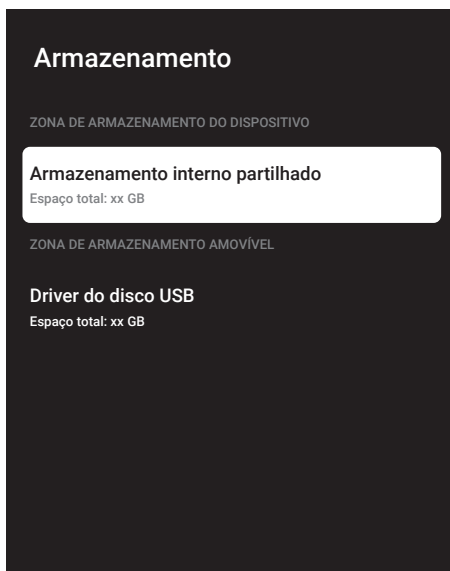 Armazenamento
ZONA DE ARMAZENAMENTO DO DISPOSITIVO
Armazenamento interno partilhado
Espaço total: xx GB
ZONA DE ARMAZENAMENTO AMOVÍVEL
Driver do disco USB
Espaço total: xx GB